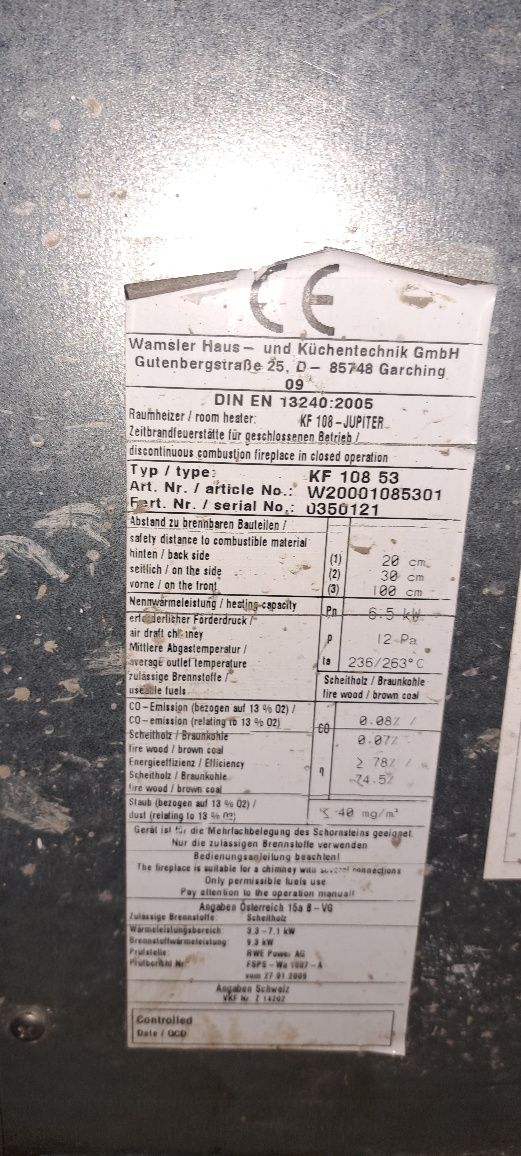 CE
Wamsler Haus- und Küchentechnik GmbH
Gutenbergstraße 25, D- 85748 Garching
09
DIN EN 13240:2005
Raumheizer / room heater: KF 108-JUPITER
Zeitbrandfeuerstätte für geschlossenen Betrieb /
discontinuous combustion fireplace in closed operation
Typ / type: KF 108 53
Art. Nr. / article No.: W20001085301
Fert. Nr. / serial No.: 0350121
Abstand zu brennbaren Bauteilen /
safety distance to combustible material
hinten / back side (1) 20 cm
seitlich / on the side (2) 30 cm
vorne / on the front (3) 100 cm
Nennwärmeleistung / heating capacity Pn 6.5 kW
erforderlicher Förderdruck /
air draft chimney p 12 Pa
Mittlere Abgastemperatur /
average outlet temperature ta 236/263°C
zulässige Brennstoffe / Scheitholz / Braunkohle
useable fuels fire wood / brown coal
CO-Emission (bezogen auf 13 % O2) /
CO-emission (relating to 13 % O2) CO 0.08% /
Scheitholz / Braunkohle 0.07%
fire wood / brown coal
Energieeffizienz / Efficiency η ≥ 78% /
Scheitholz / Braunkohle 74.5%
fire wood / brown coal
Staub (bezogen auf 13 % O2) / ≤ 40 mg/m³
dust (relating to 13 % O2)
Gerät ist für die Mehrfachbelegung des Schornsteins geeignet
Nur die zulässigen Brennstoffe verwenden
Bedienungsanleitung beachten!
The fireplace is suitable for a chimney with several connections
Only permissible fuels use
Pay attention to the operation manual!
Angaben Österreich 15a B-VG
Zulässige Brennstoffe: Scheitholz
Wärmeleistungsbereich: 3.3-7.1 kW
Brennstoffwärmeleistung: 9.3 kW
Prüfstelle: RWE Power AG
Prüfbericht Nr. FSPS-Wa 1887-A
vom 27.01.2009
Angaben Schweiz
VKF Nr. Z 14202
Controlled
Date / QCD